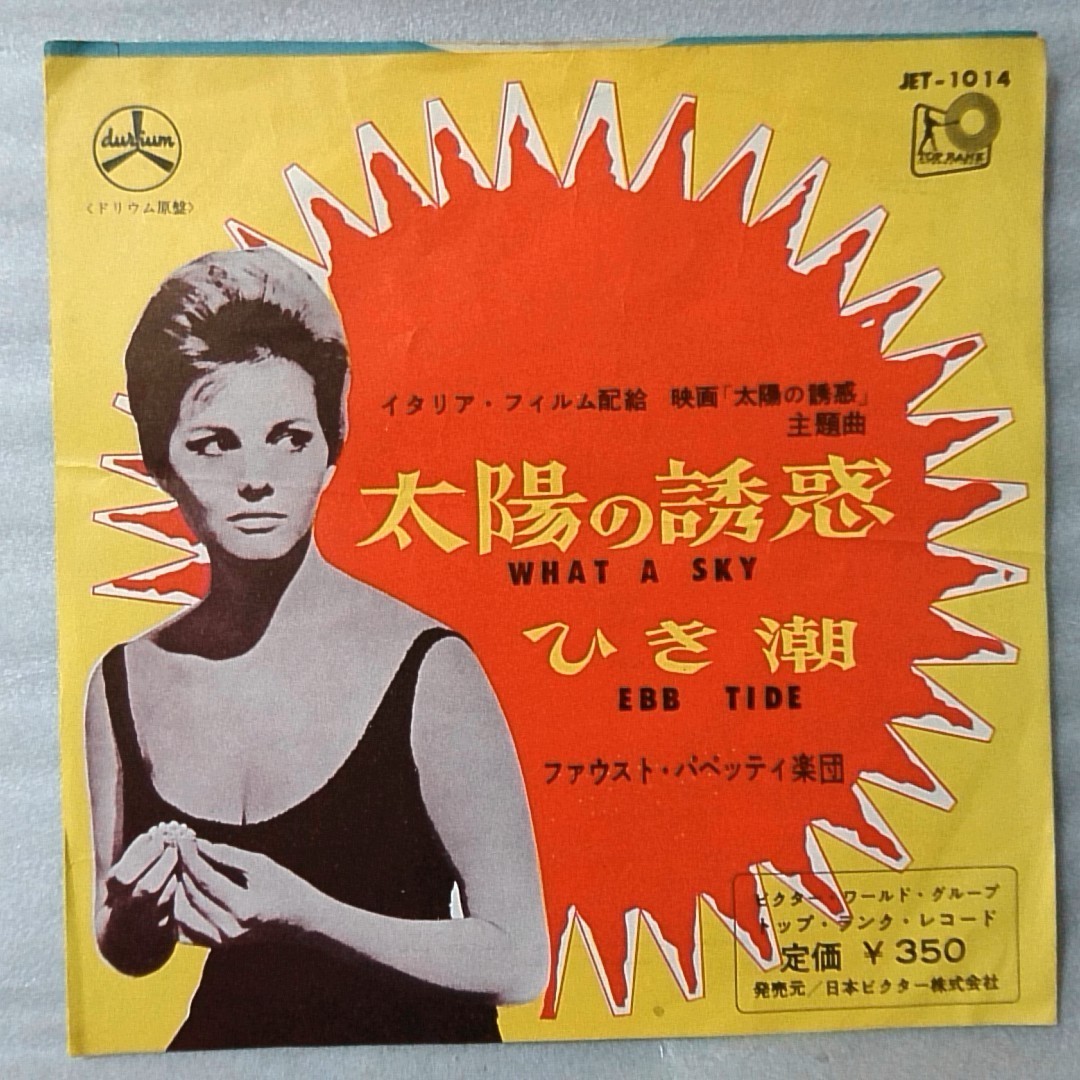 JET-1014
durium
TOP RANK
〈ドリウム原盤〉
イタリア・フィルム配給 映画「太陽の誘惑」
主題曲
太陽の誘惑
WHAT A SKY
ひき潮
EBB TIDE
ファウスト・パペッティ楽団
ビクター・ワールド・グループ
トップ・ランク・レコード
定価 ¥350
発売元/日本ビクター株式会社